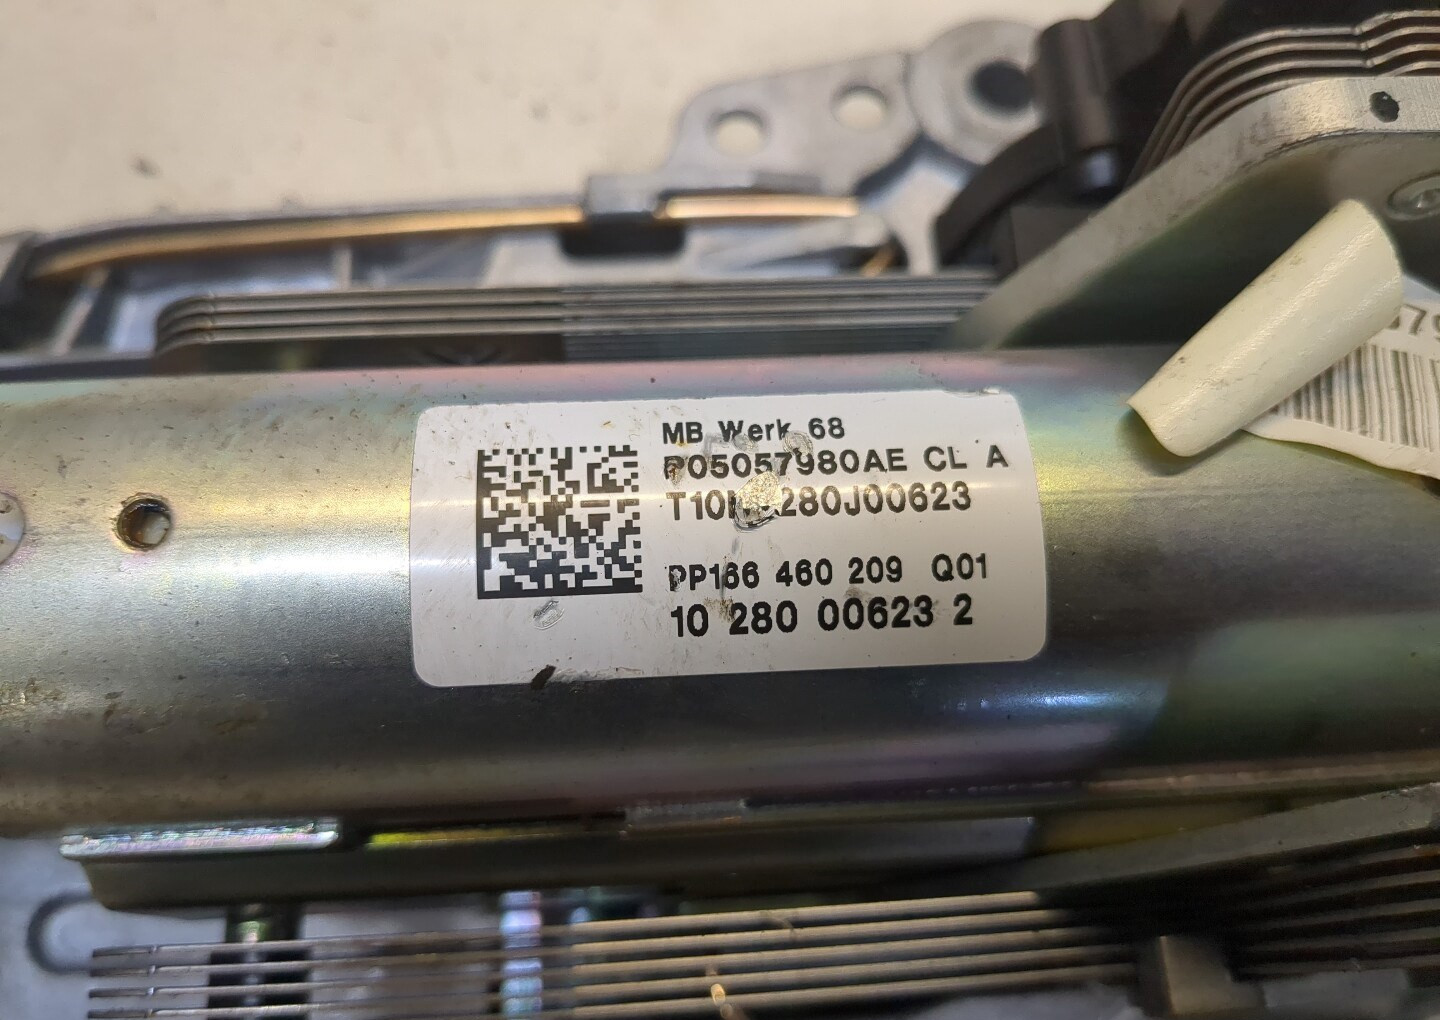 MB Werk 68
P05057980AE CL A
PP166 460 209 Q01
10 280 00623 2